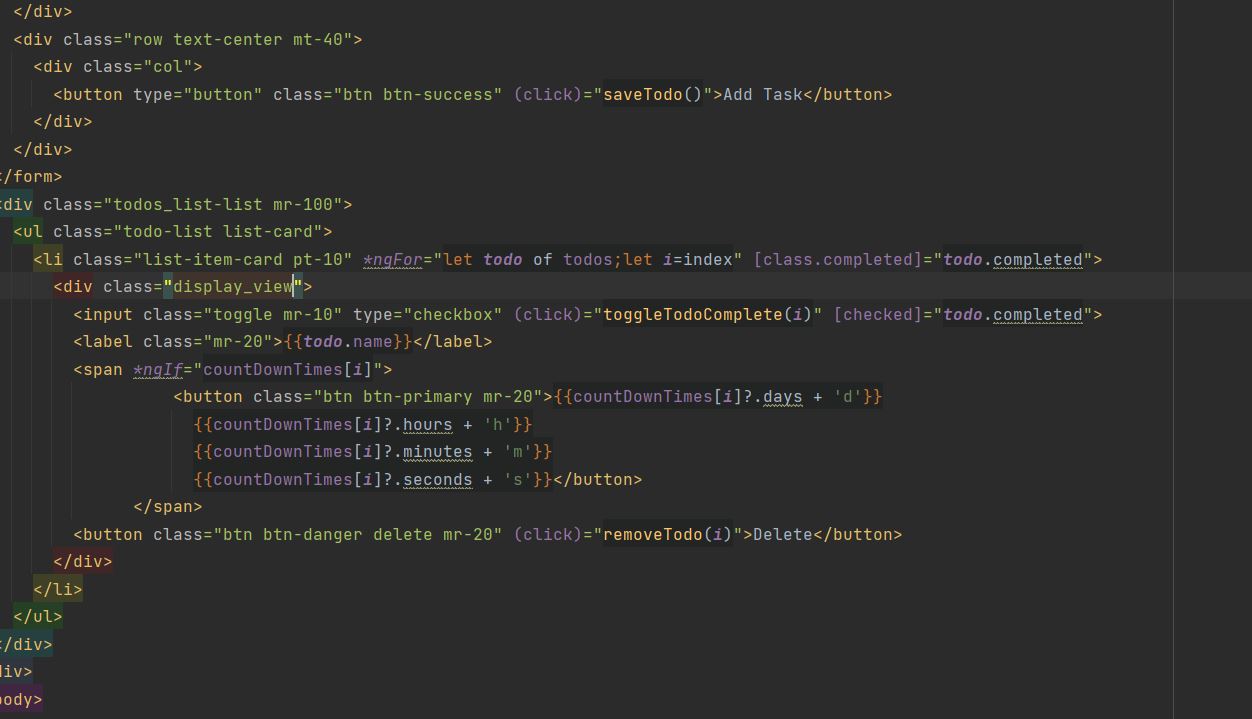 </div>
<div class="row text-center mt-40">
<div class="col">
<button type="button" class="btn btn-success" (click)="saveTodo()">Add Task</button>
</div>
</div>
/form>
div class="todos_list-list mr-100">
<ul class="todo-list list-card">
<li class="list-item-card pt-10" *ngFor="let todo of todos;let i=index" [class.completed]="todo.completed">
<div class="display_view">
<input class="toggle mr-10" type="checkbox" (click)="toggleTodoComplete(i)" [checked]="todo.completed">
<label class="mr-20">{{todo.name}}</label>
<span *ngIf="countDownTimes[i]">
<button class="btn btn-primary mr-20">{{countDownTimes[i]?.days + 'd'}}
{{countDownTimes[i]?.hours + 'h'}}
{{countDownTimes[i]?.minutes + 'm'}}
{{countDownTimes[i]?.seconds + 's'}}</button>
</span>
<button class="btn btn-danger delete mr-20" (click)="removeTodo(i)">Delete</button>
</div>
</li>
</ul>
/div>
div>
body>